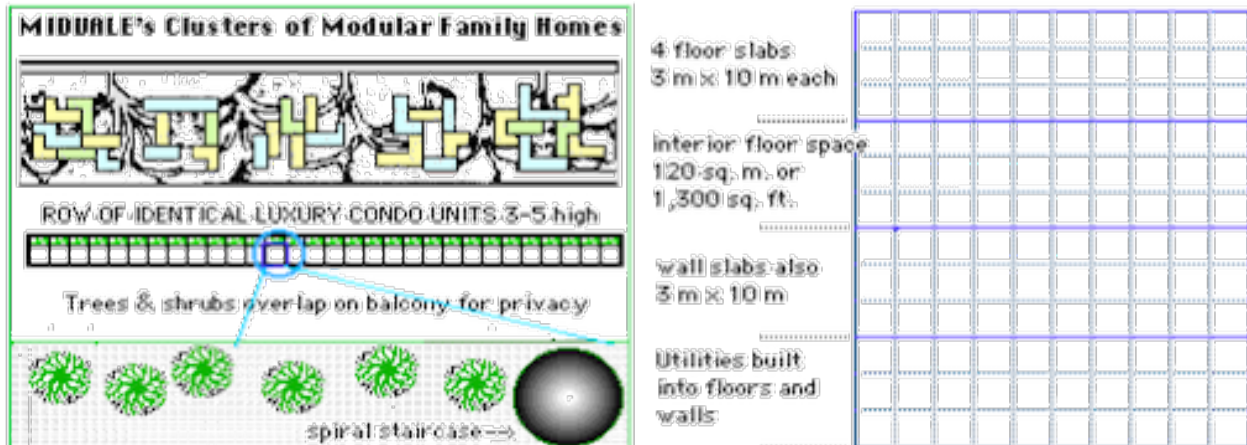 MIDVALE's Clusters of Modular Family Homes
ROW OF IDENTICAL LUXURY CONDO UNITS 3-5 high
Trees & shrubs overlap on balcony for privacy
spiral staircase-->
4 floor slabs
3 m x 10 m each
interior floor space
120 sq. m. or
1,300 sq. ft.
wall slabs also
3 m x 10 m
Utilities built
into floors and
walls